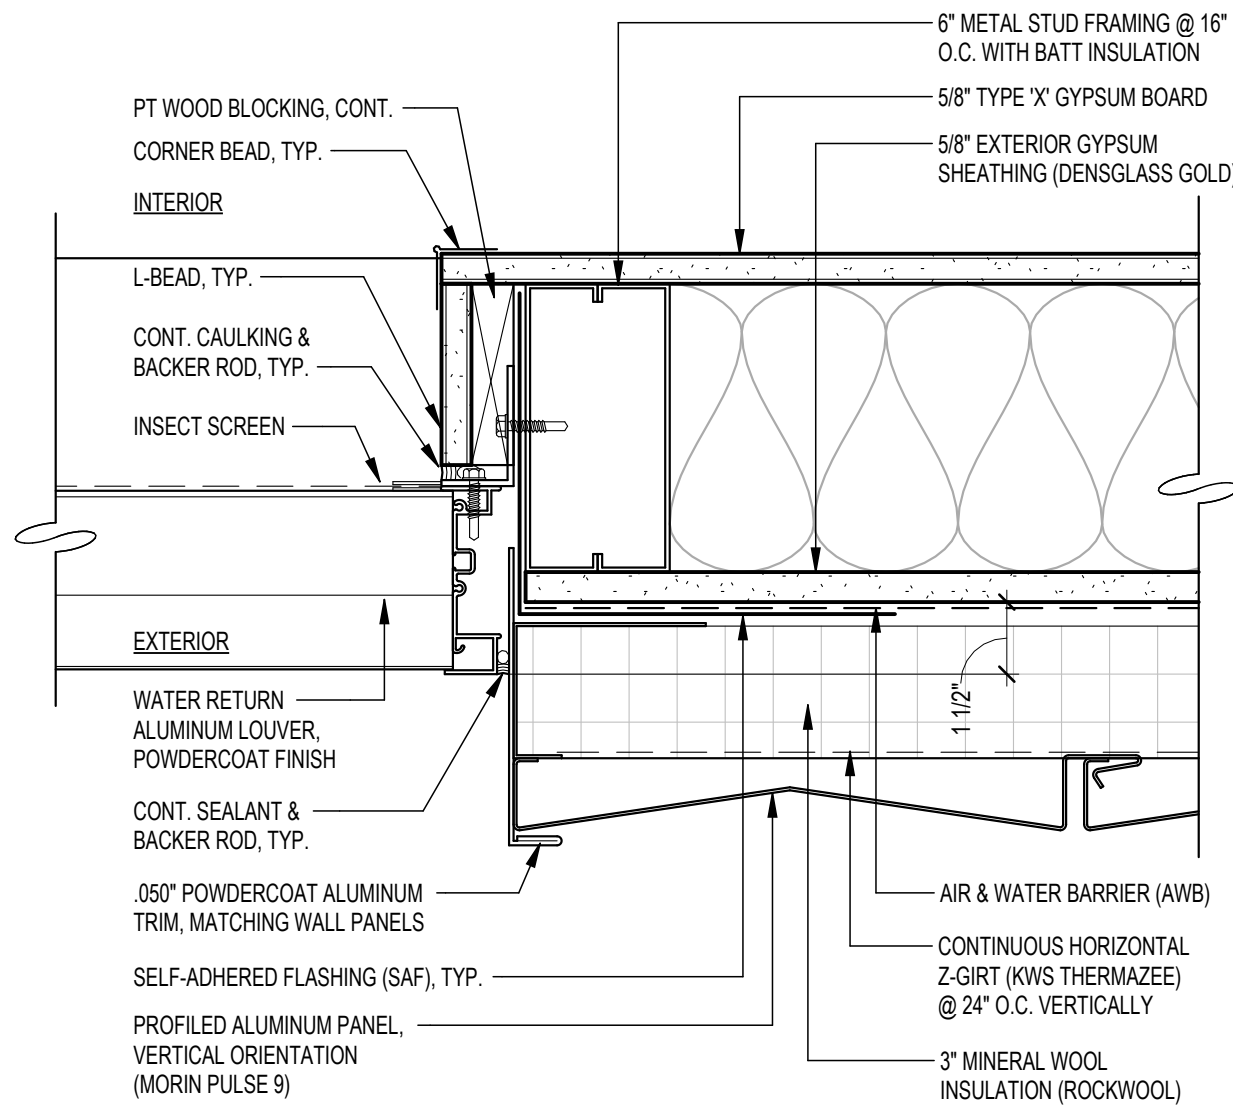 6" METAL STUD FRAMING @ 16"
O.C. WITH BATT INSULATION
PT WOOD BLOCKING, CONT.
5/8" TYPE 'X' GYPSUM BOARD
CORNER BEAD, TYP.
5/8" EXTERIOR GYPSUM
SHEATHING (DENSGLASS GOLD)
INTERIOR
L-BEAD, TYP.
CONT. CAULKING &
BACKER ROD, TYP.
INSECT SCREEN
EXTERIOR
WATER RETURN
ALUMINUM LOUVER,
POWDERCOAT FINISH
1 1/2"
CONT. SEALANT &
BACKER ROD, TYP.
.050" POWDERCOAT ALUMINUM
TRIM, MATCHING WALL PANELS
AIR & WATER BARRIER (AWB)
SELF-ADHERED FLASHING (SAF), TYP.
CONTINUOUS HORIZONTAL
Z-GIRT (KWS THERMAZEE)
@ 24" O.C. VERTICALLY
PROFILED ALUMINUM PANEL,
VERTICAL ORIENTATION
(MORIN PULSE 9)
3" MINERAL WOOL
INSULATION (ROCKWOOL)